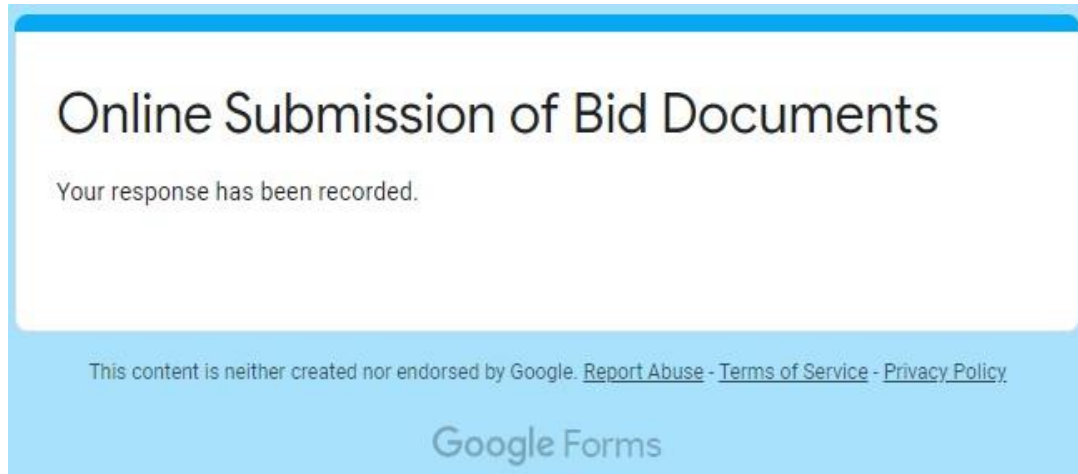 Online Submission of Bid Documents
Your response has been recorded.
This content is neither created nor endorsed by Google. Report Abuse - Terms of Service - Privacy Policy
Google Forms